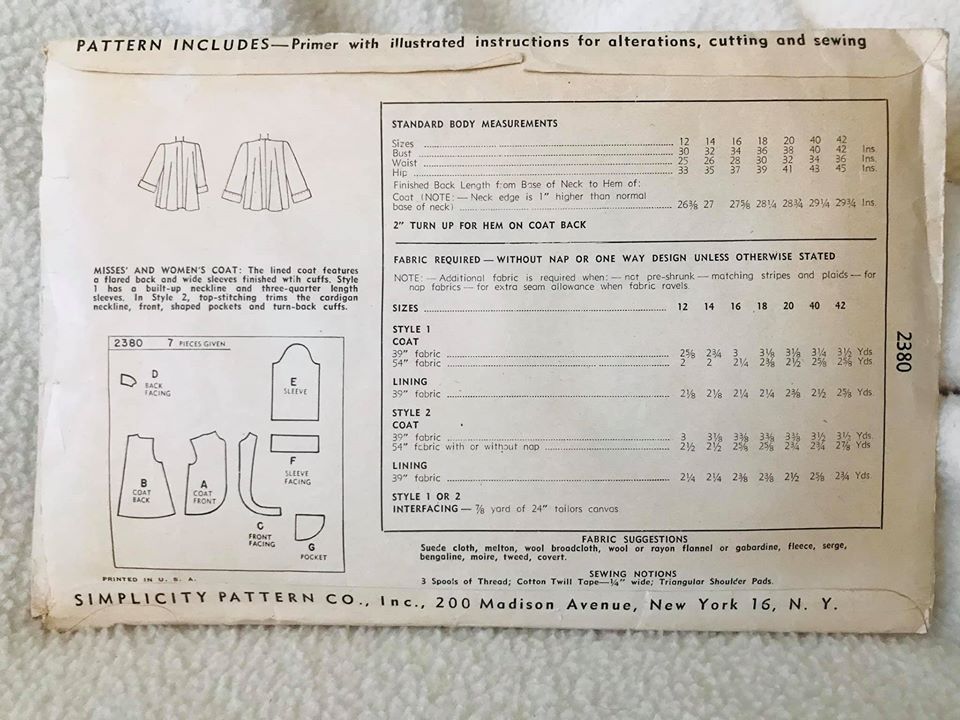 PATTERN INCLUDES—Primer with illustrated instructions for alterations, cutting and sewing
MISSES' AND WOMEN'S COAT: The lined coat features
a flared back and wide sleeves finished with cuffs. Style
1 has a built-up neckline and three-quarter length
sleeves. In Style 2, top-stitching trims the cardigan
neckline, front, shaped pockets and turn-back cuffs.
2380 7 PIECES GIVEN
D
BACK
FACING
E
SLEEVE
B
COAT
BACK
A
COAT
FRONT
F
SLEEVE
FACING
C
FRONT
FACING
G
POCKET
PRINTED IN U. S. A.
STANDARD BODY MEASUREMENTS
Sizes 12 14 16 18 20 40 42
Bust 30 32 34 36 38 40 42 Ins.
Waist 25 26 28 30 32 34 36 Ins.
Hip 33 35 37 39 41 43 45 Ins.
Finished Back Length from Base of Neck to Hem of:
Coat (NOTE: — Neck edge is 1" higher than normal
base of neck) 26⅜ 27 27⅝ 28¼ 28¾ 29¼ 29¾ Ins.
2" TURN UP FOR HEM ON COAT BACK
FABRIC REQUIRED — WITHOUT NAP OR ONE WAY DESIGN UNLESS OTHERWISE STATED
NOTE: — Additional fabric is required when: — not pre-shrunk — matching stripes and plaids — for
nap fabrics — for extra seam allowance when fabric ravels.
SIZES 12 14 16 18 20 40 42
STYLE 1
COAT
39" fabric 2⅝ 2¾ 3 3⅛ 3⅛ 3¼ 3½ Yds.
54" fabric 2 2 2¼ 2⅜ 2½ 2⅝ 2⅝ Yds.
LINING
39" fabric 2⅛ 2⅛ 2¼ 2¼ 2⅜ 2½ 2⅝ Yds.
STYLE 2
COAT
39" fabric 3 3⅛ 3⅜ 3⅜ 3⅜ 3½ 3½ Yds.
54" fabric with or without nap 2½ 2½ 2⅝ 2⅝ 2¾ 2¾ 2⅞ Yds.
LINING
39" fabric 2¼ 2¼ 2⅜ 2⅜ 2½ 2⅝ 2¾ Yds.
STYLE 1 OR 2
INTERFACING — ⅞ yard of 24" tailors canvas
2380
FABRIC SUGGESTIONS
Suede cloth, melton, wool broadcloth, wool or rayon flannel or gabardine, fleece, serge,
bengaline, moire, tweed, covert.
SEWING NOTIONS
3 Spools of Thread; Cotton Twill Tape—¼" wide; Triangular Shoulder Pads.
SIMPLICITY PATTERN CO., Inc., 200 Madison Avenue, New York 16, N. Y.